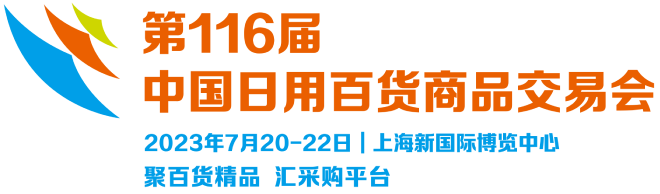 第116届
中国日用百货商品交易会
2023年7月20-22日 | 上海新国际博览中心
聚百货精品 汇采购平台